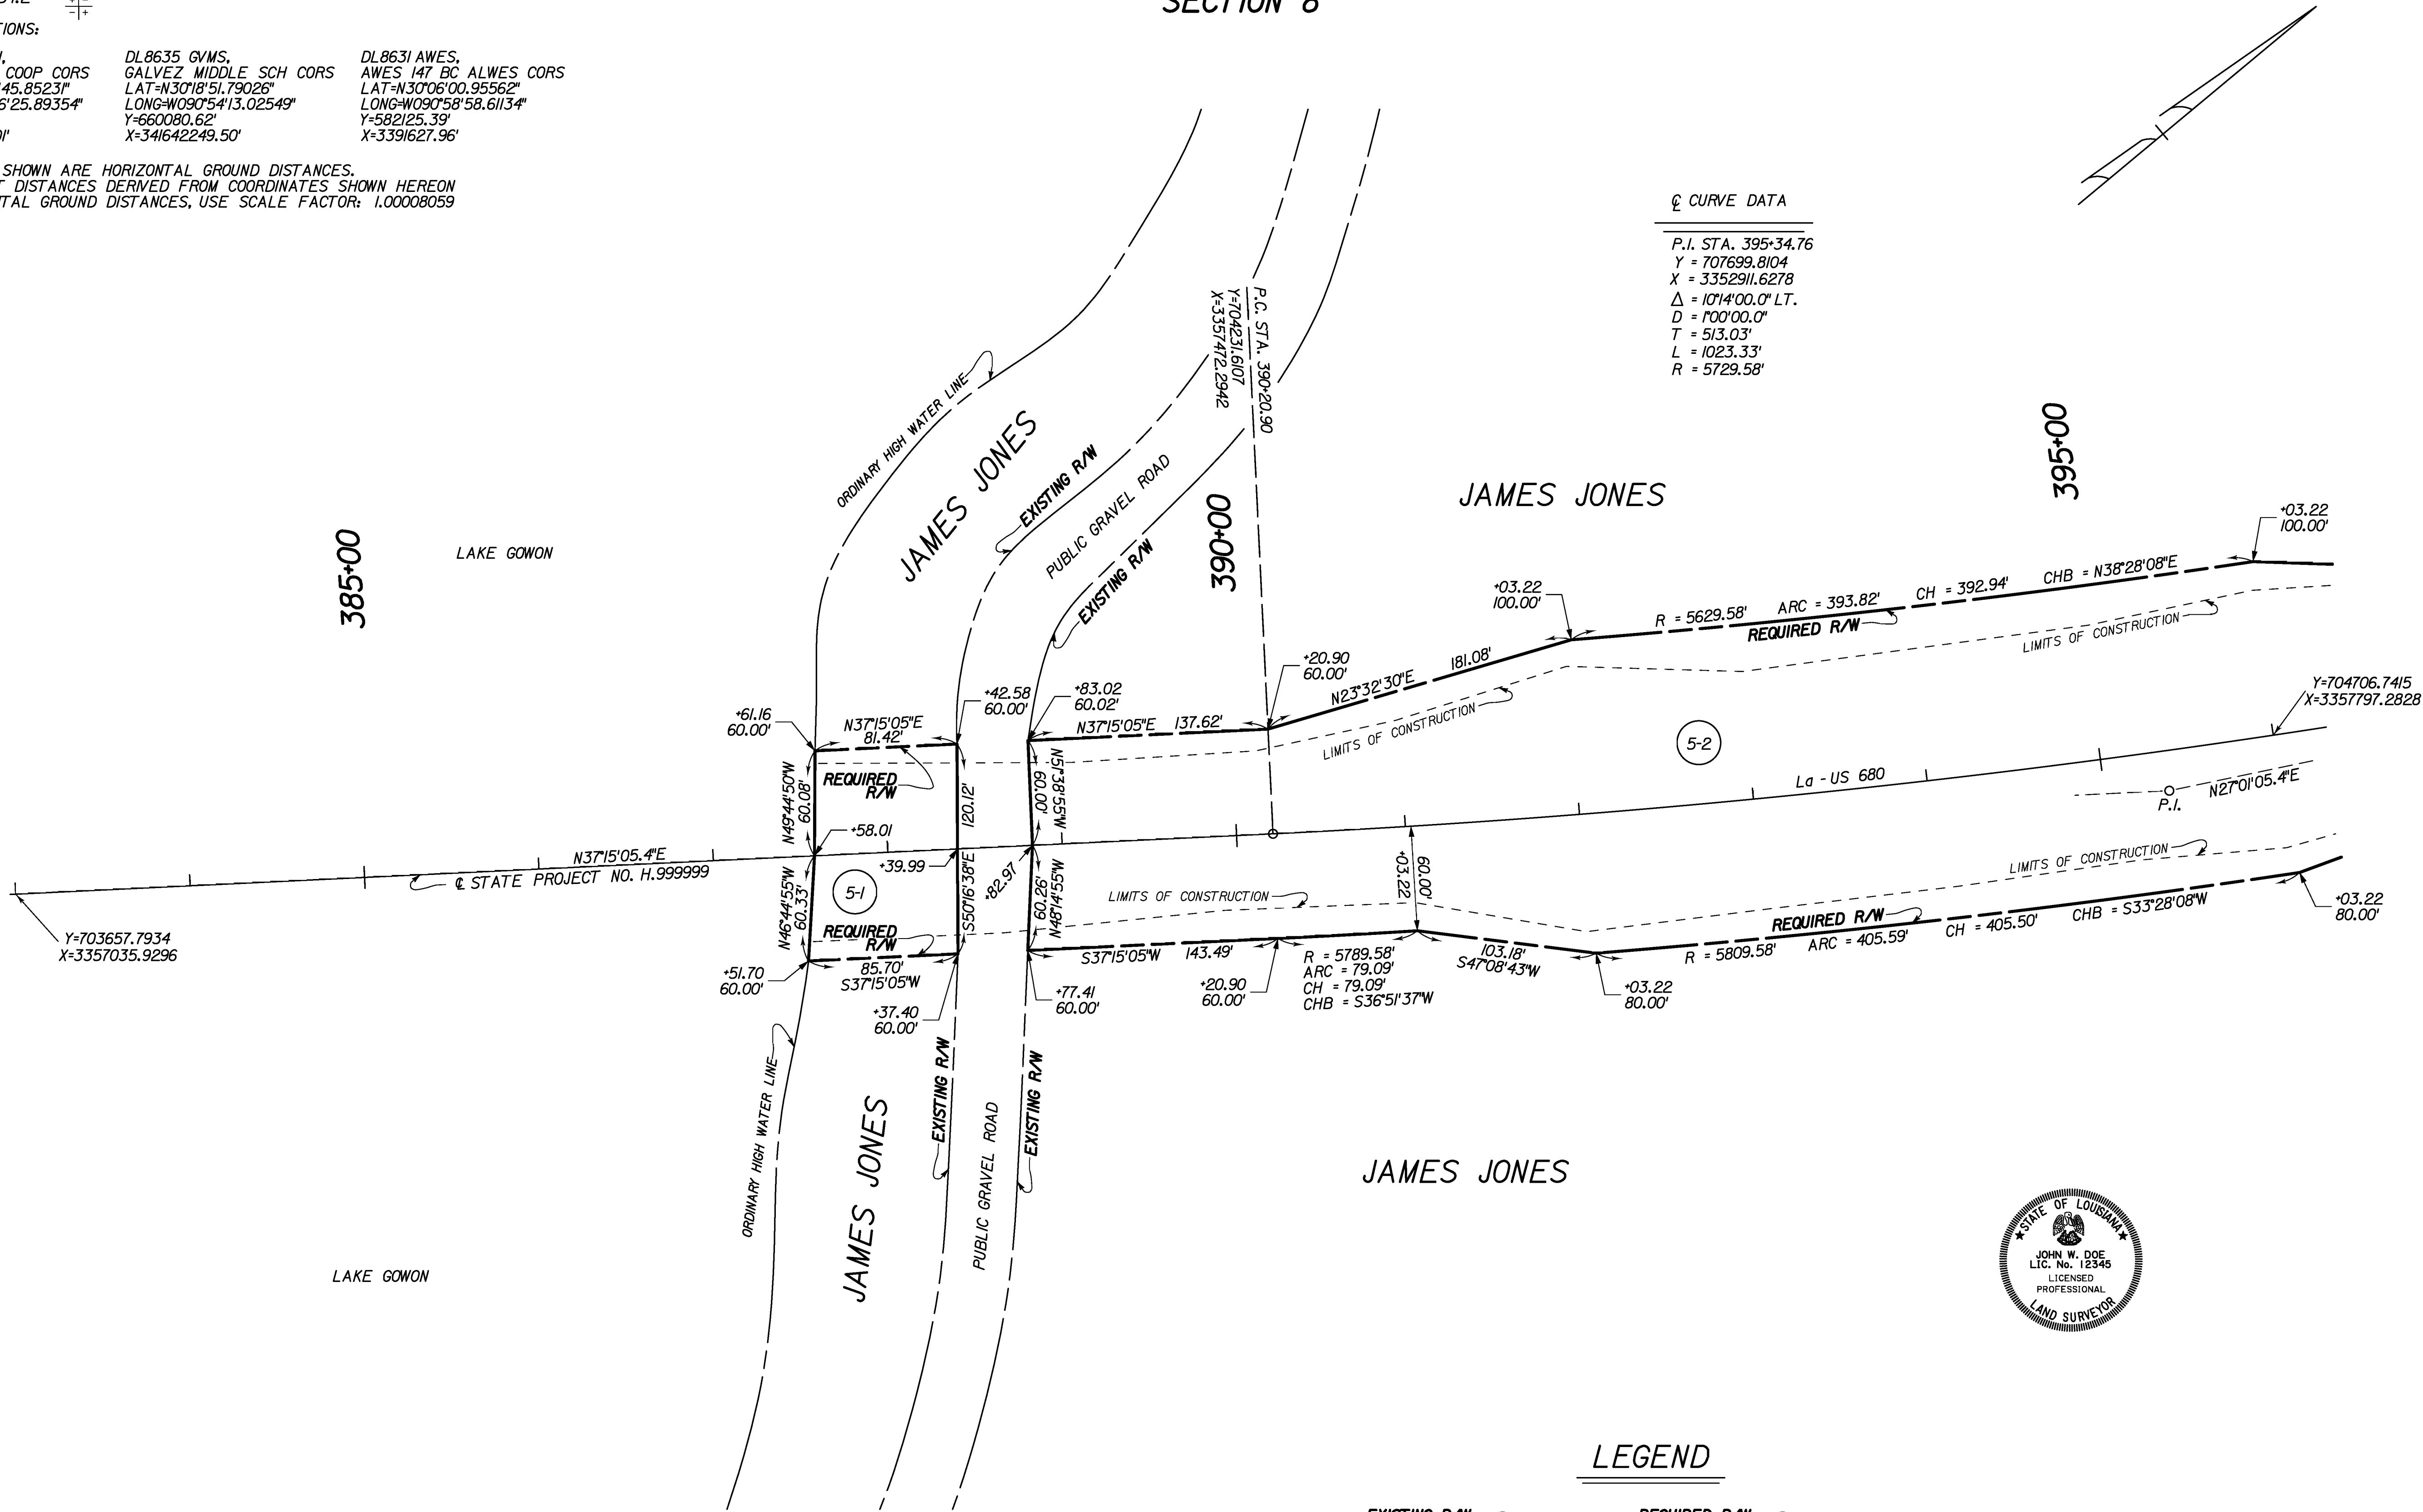 SECTION 6
TIONS:
COOP CORS
45.85231"
6'25.89354"
DL8635 GVMS,
GALVEZ MIDDLE SCH CORS
LAT=N30°18'51.79026"
LONG=W090°54'13.02549"
Y=660080.62'
X=341642249.50'
DL8631 AWES,
AWES 147 BC ALWES CORS
LAT=N30°06'00.95562"
LONG=W090°58'58.61134"
Y=582125.39'
X=3391627.96'
SHOWN ARE HORIZONTAL GROUND DISTANCES.
DISTANCES DERIVED FROM COORDINATES SHOWN HEREON
TAL GROUND DISTANCES, USE SCALE FACTOR: 1.00008059
℄ CURVE DATA
P.I. STA. 395+34.76
Y = 707699.8104
X = 3352911.6278
Δ = 10°14'00.0" LT.
D = 1°00'00.0"
T = 513.03'
L = 1023.33'
R = 5729.58'
P.C. STA. 390+20.90
Y=704231.6107
X=3357472.2942
ORDINARY HIGH WATER LINE
JAMES JONES
EXISTING R/W
PUBLIC GRAVEL ROAD
EXISTING R/W
385+00
390+00
395+00
LAKE GOWON
JAMES JONES
+03.22
100.00'
+03.22
100.00'
R = 5629.58'
ARC = 393.82'
CH = 392.94'
CHB = N38°28'08"E
REQUIRED R/W
LIMITS OF CONSTRUCTION
+20.90
60.00'
N23°32'30"E
181.08'
LIMITS OF CONSTRUCTION
+61.16
60.00'
N37°15'05"E
81.42'
+42.58
60.00'
+83.02
60.02'
N37°15'05"E
137.62'
REQUIRED
R/W
N49°44'50"W
60.08'
120.12'
S50°16'38"E
N51°38'55"W
60.00'
5-2
Y=704706.7415
X=3357797.2828
La - US 680
P.I.
N27°01'05.4"E
+58.01
+39.99
+82.97
N37°15'05.4"E
℄ STATE PROJECT NO. H.999999
Y=703657.7934
X=3357035.9296
N46°44'55"W
60.33'
5-1
REQUIRED
R/W
60.26'
N48°14'55"W
LIMITS OF CONSTRUCTION
60.00'
+03.22
LIMITS OF CONSTRUCTION
+51.70
60.00'
85.70'
S37°15'05"W
+37.40
60.00'
+77.41
60.00'
S37°15'05"W
143.49'
+20.90
60.00'
R = 5789.58'
ARC = 79.09'
CH = 79.09'
CHB = S36°51'37"W
103.18'
S47°08'43"W
+03.22
80.00'
REQUIRED R/W
R = 5809.58'
ARC = 405.59'
CH = 405.50'
CHB = S33°28'08"W
+03.22
80.00'
ORDINARY HIGH WATER LINE
JAMES JONES
EXISTING R/W
PUBLIC GRAVEL ROAD
EXISTING R/W
JAMES JONES
LAKE GOWON
STATE OF LOUISIANA
JOHN W. DOE
LIC. No. 12345
LICENSED
PROFESSIONAL
LAND SURVEYOR
LEGEND
EXISTING R/W
REQUIRED R/W